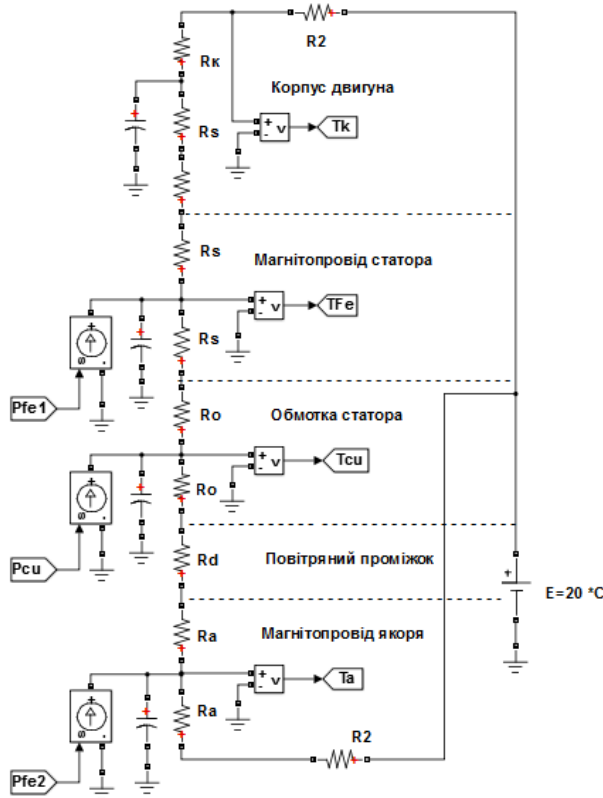 R2
Rк
Корпус двигуна
+
-
v
Tk
Rs
Rs
Магнітопровід статора
+
-
v
TFe
Rs
+
s
Pfe1
Ro
Обмотка статора
+
-
v
Tcu
Ro
+
s
Pcu
Rd
Повітряний проміжок
+
E=20 *C
Ra
Магнітопровід якоря
+
-
v
Ta
Ra
+
s
R2
Pfe2